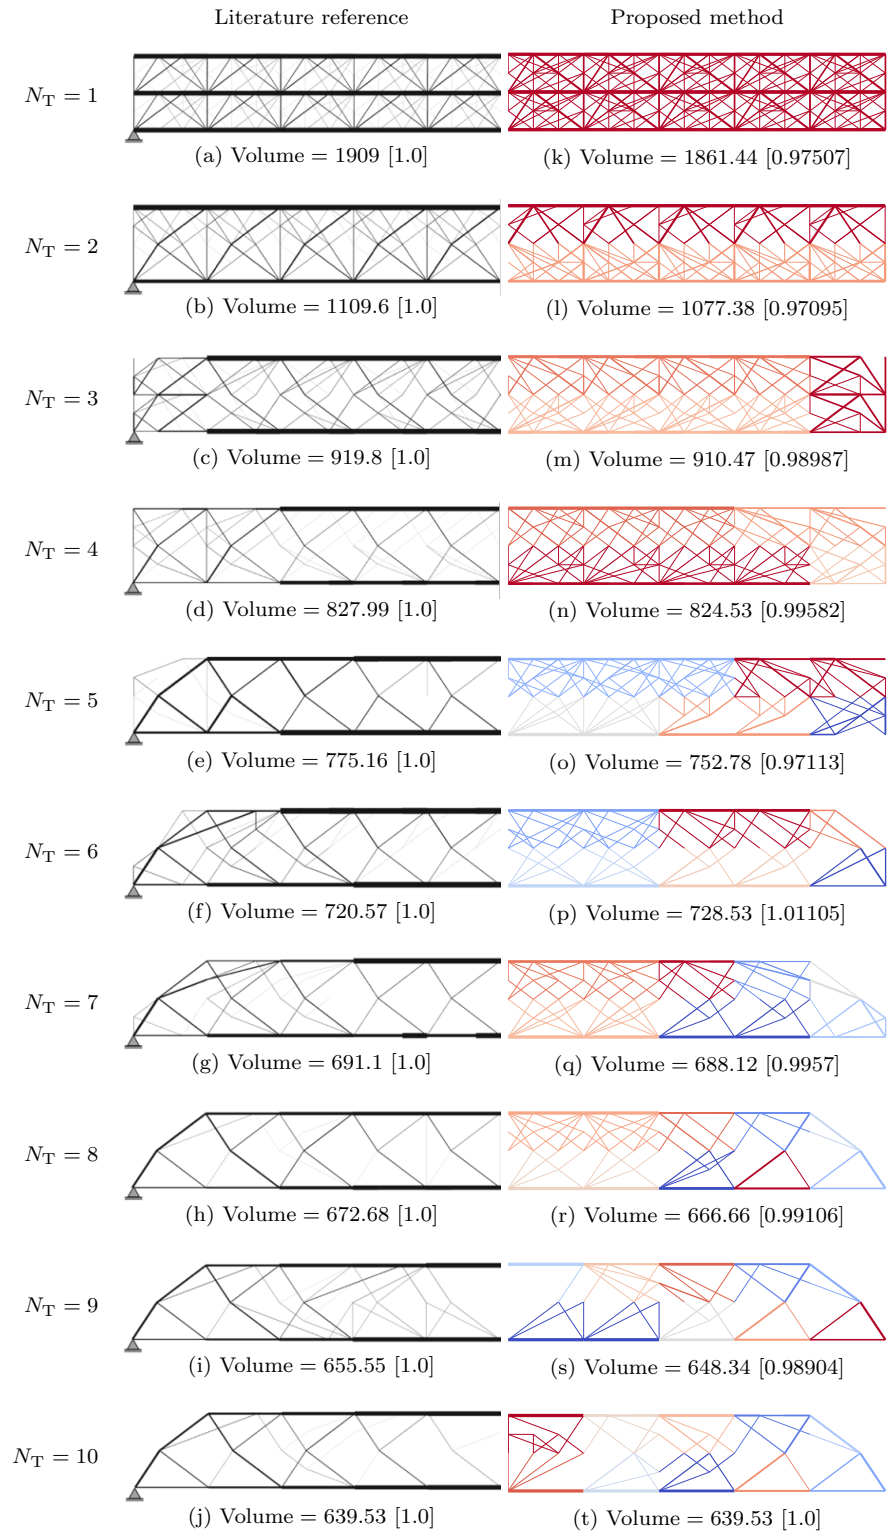 Literature reference Proposed method
N_T = 1
(a) Volume = 1909 [1.0] (k) Volume = 1861.44 [0.97507]
N_T = 2
(b) Volume = 1109.6 [1.0] (l) Volume = 1077.38 [0.97095]
N_T = 3
(c) Volume = 919.8 [1.0] (m) Volume = 910.47 [0.98987]
N_T = 4
(d) Volume = 827.99 [1.0] (n) Volume = 824.53 [0.99582]
N_T = 5
(e) Volume = 775.16 [1.0] (o) Volume = 752.78 [0.97113]
N_T = 6
(f) Volume = 720.57 [1.0] (p) Volume = 728.53 [1.01105]
N_T = 7
(g) Volume = 691.1 [1.0] (q) Volume = 688.12 [0.9957]
N_T = 8
(h) Volume = 672.68 [1.0] (r) Volume = 666.66 [0.99106]
N_T = 9
(i) Volume = 655.55 [1.0] (s) Volume = 648.34 [0.98904]
N_T = 10
(j) Volume = 639.53 [1.0] (t) Volume = 639.53 [1.0]